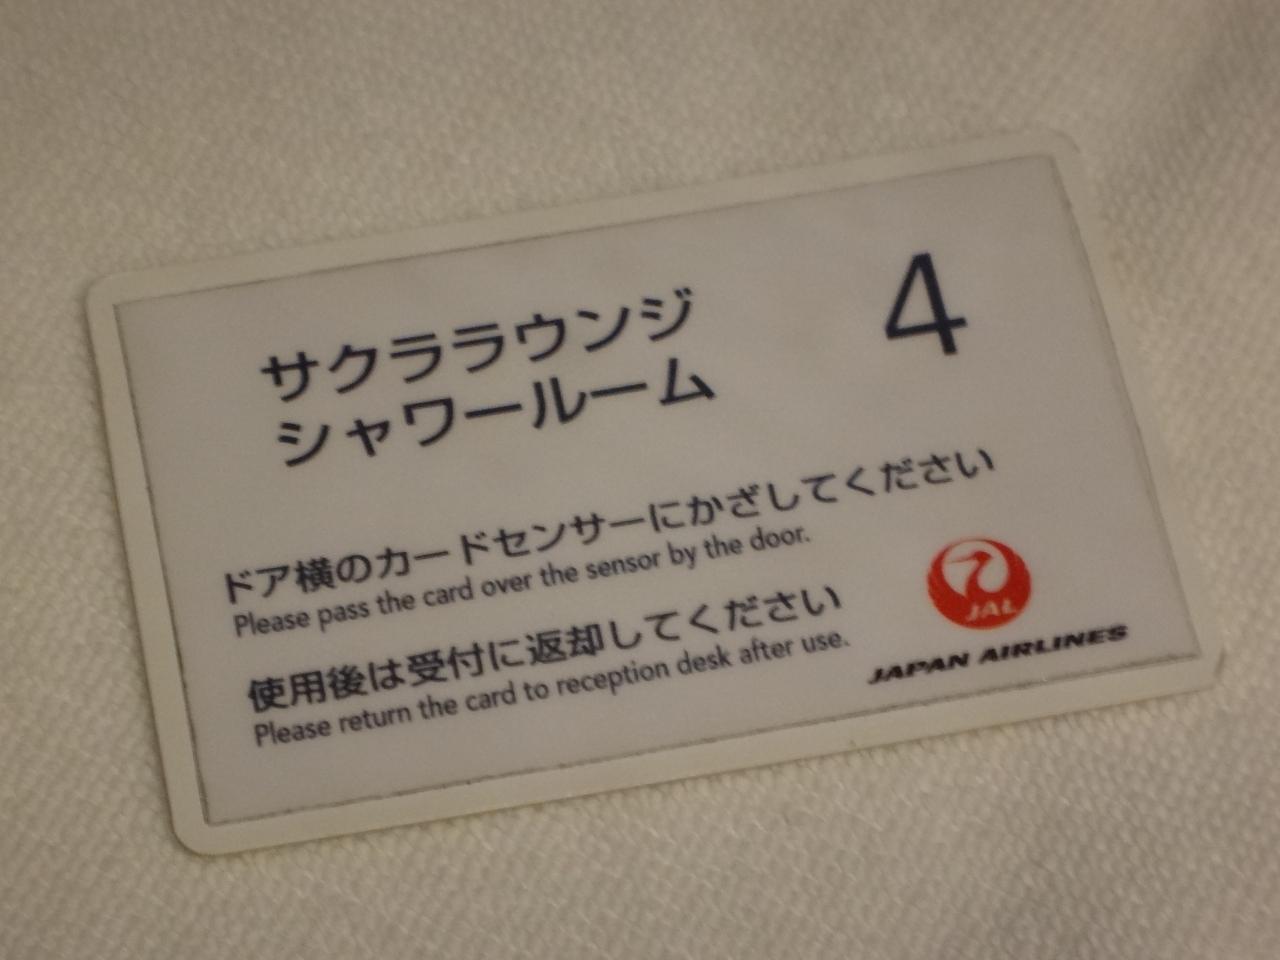 サクララウンジ
シャワールーム
4
ドア横のカードセンサーにかざしてください
Please pass the card over the sensor by the door.
使用後は受付に返却してください
Please return the card to reception desk after use.
JAL
JAPAN AIRLINES